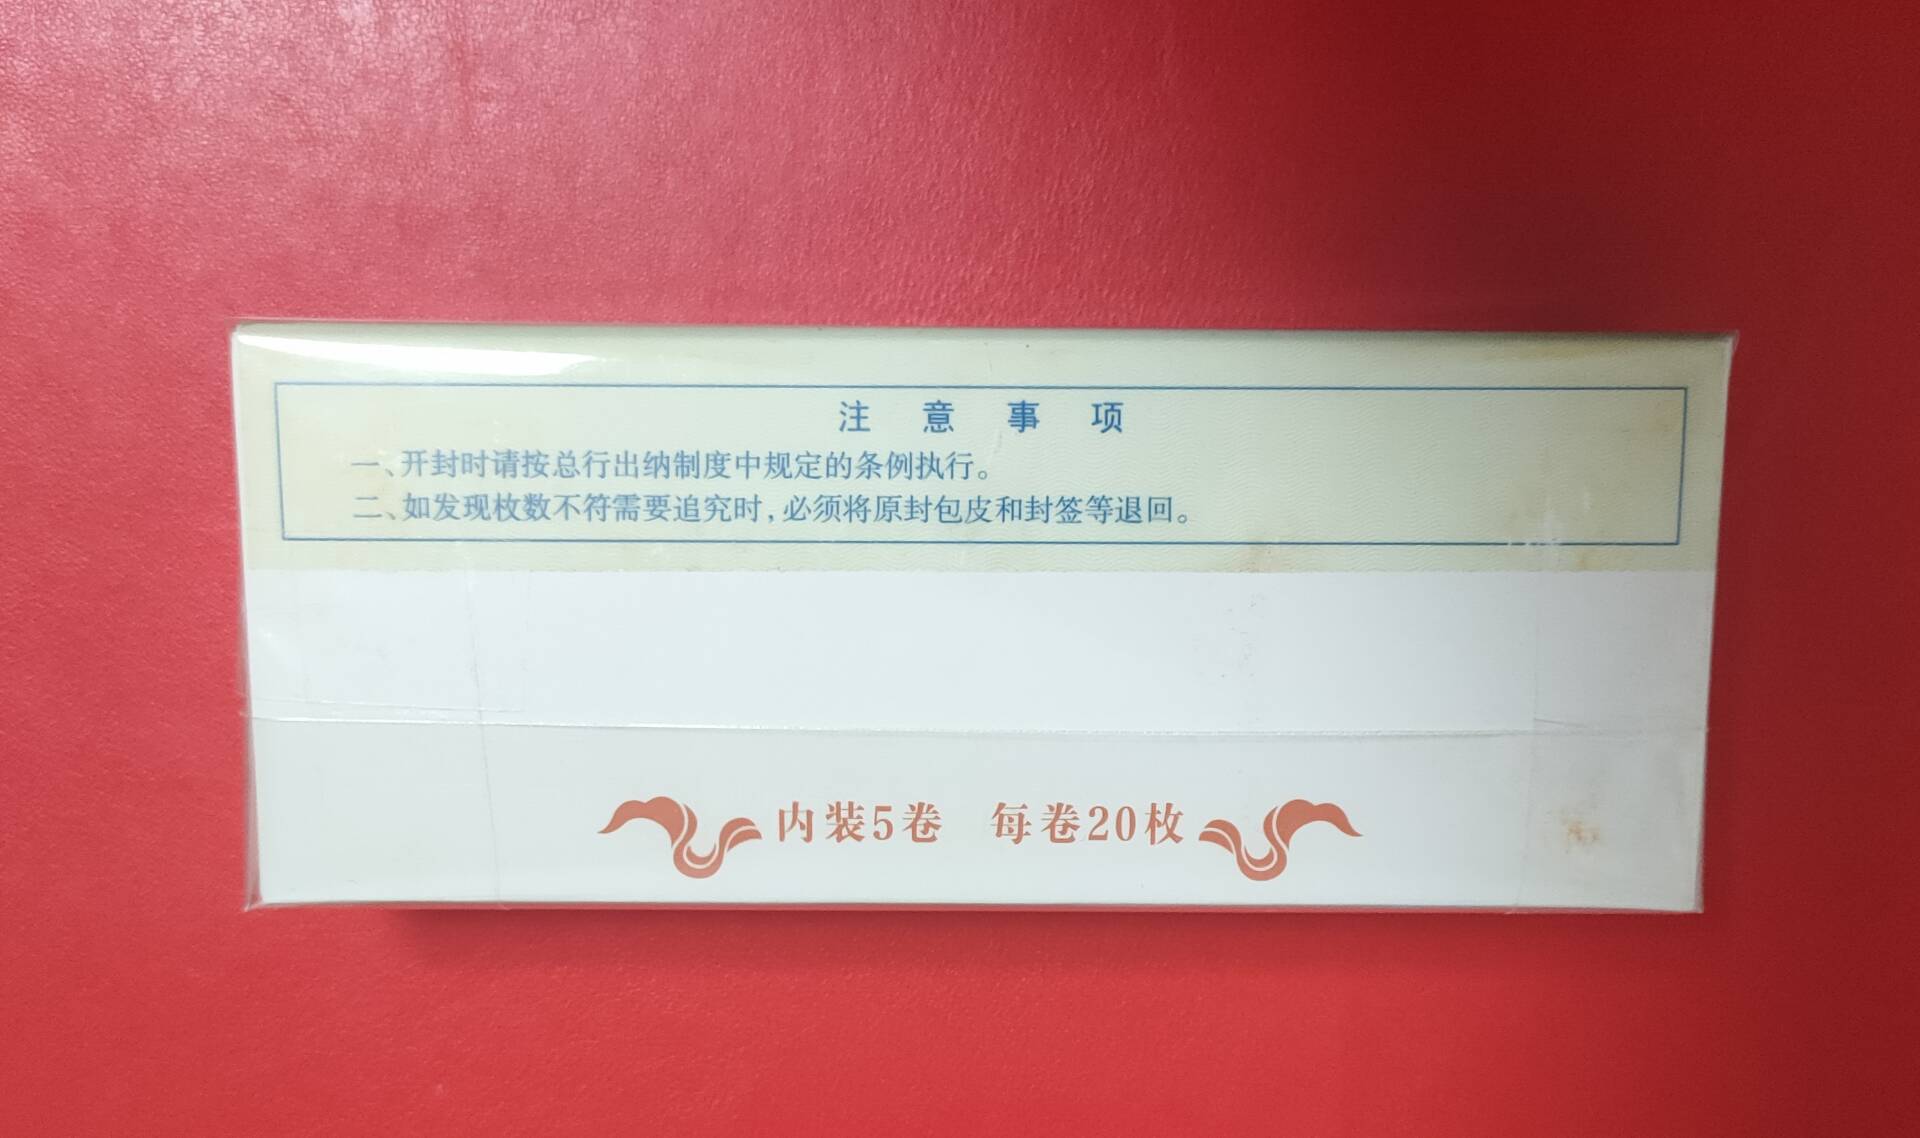 注意事项
一、开封时请按总行出纳制度中规定的条例执行。
二、如发现枚数不符需要追究时,必须将原封包皮和封签等退回。
内装5卷 每卷20枚